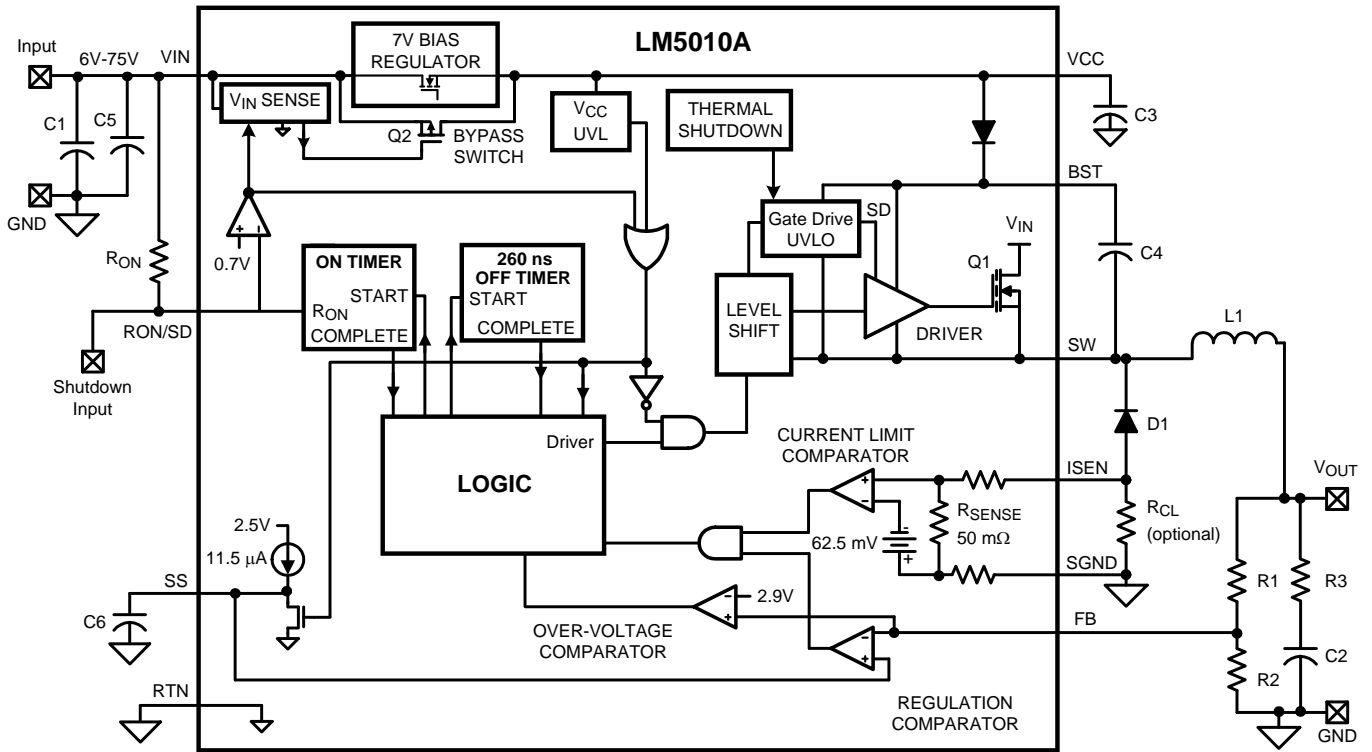 LM5010A
Input
6V-75V
VIN
C1
C5
GND
7V BIAS
REGULATOR
VIN SENSE
Q2
BYPASS
SWITCH
VCC
UVL
THERMAL
SHUTDOWN
VCC
C3
BST
SD
Gate Drive
UVLO
VIN
Q1
C4
RON
0.7V
ON TIMER
START
RON
COMPLETE
260 ns
OFF TIMER
START
COMPLETE
LEVEL
SHIFT
DRIVER
SW
L1
RON/SD
Shutdown
Input
Driver
LOGIC
CURRENT LIMIT
COMPARATOR
D1
ISEN
VOUT
RSENSE
50 mΩ
62.5 mV
-
+
RCL
(optional)
SGND
2.5V
11.5 µA
SS
C6
2.9V
OVER-VOLTAGE
COMPARATOR
FB
R1
R3
R2
C2
RTN
REGULATION
COMPARATOR
GND